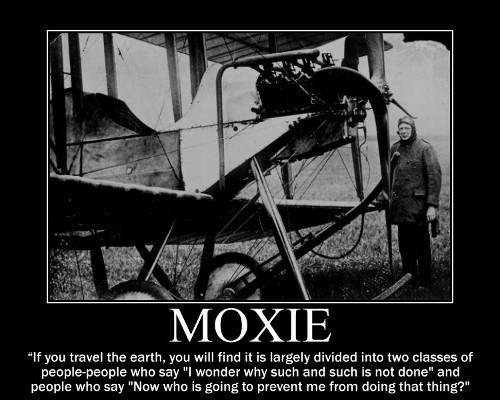 MOXIE
“If you travel the earth, you will find it is largely divided into two classes of
people-people who say "I wonder why such and such is not done" and
people who say "Now who is going to prevent me from doing that thing?"